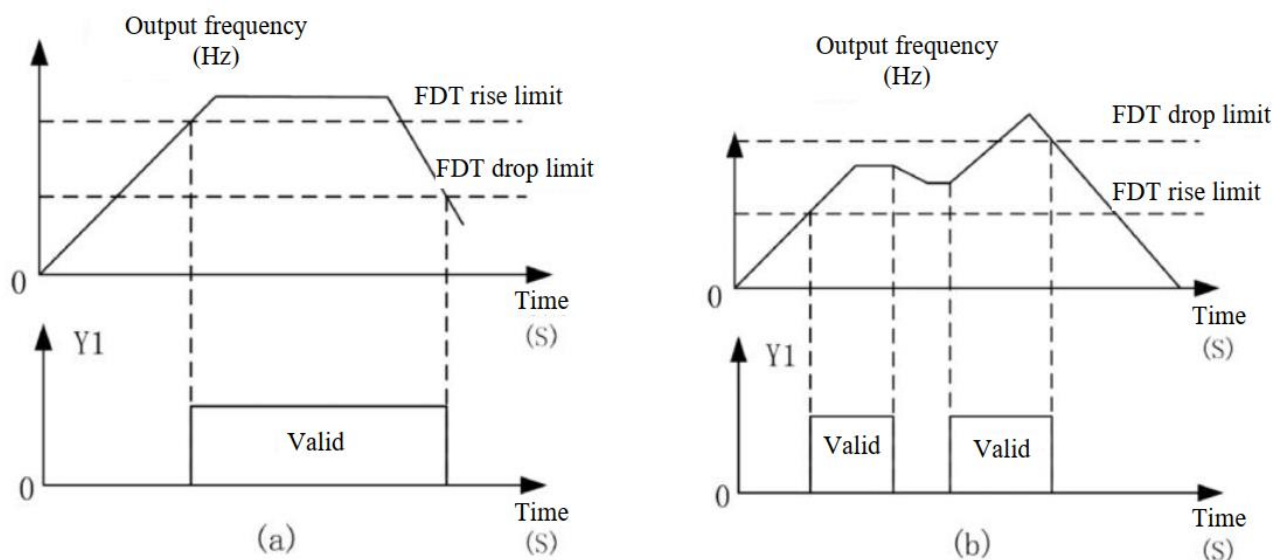 Output frequency
(Hz)
FDT rise limit
FDT drop limit
0
Time
(S)
Y1
Valid
0
Time
(S)
(a)
Output frequency
(Hz)
FDT drop limit
FDT rise limit
0
Time
(S)
Y1
Valid
Valid
0
Time
(S)
(b)